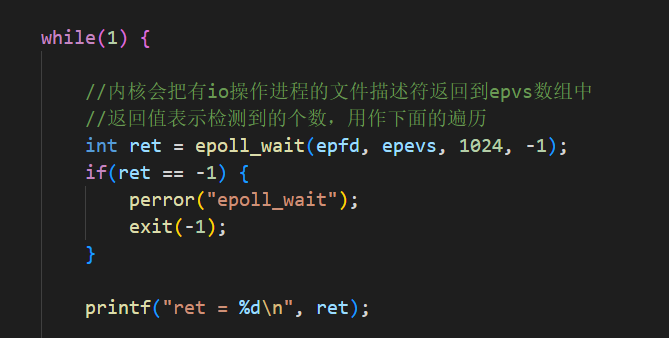 while(1) {
//内核会把有io操作进程的文件描述符返回到epvs数组中
//返回值表示检测到的个数，用作下面的遍历
int ret = epoll_wait(epfd, epevs, 1024, -1);
if(ret == -1) {
perror("epoll_wait");
exit(-1);
}
printf("ret = %d\n", ret);